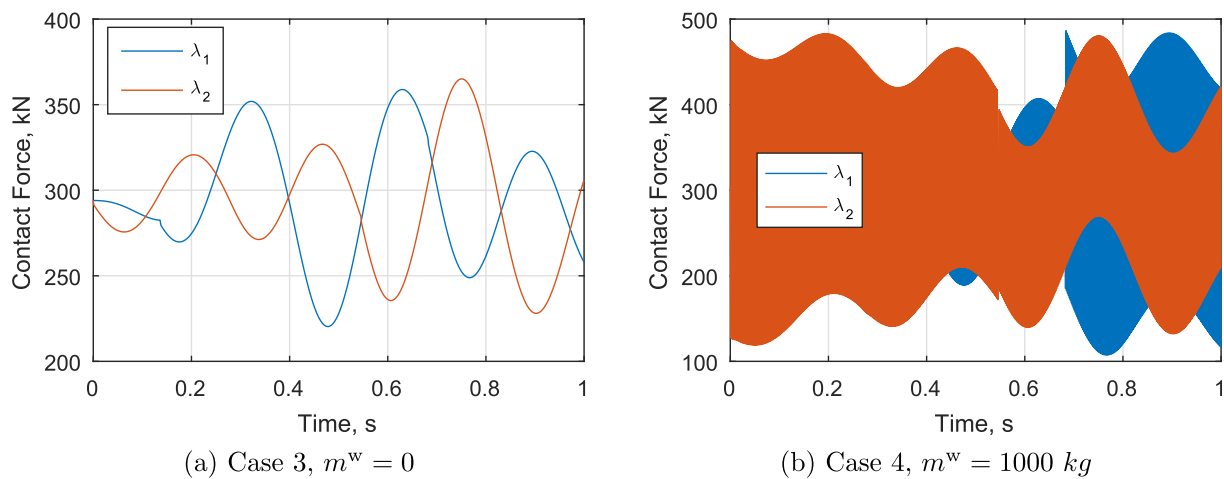 400
350
300
250
200
Contact Force, kN
λ1
λ2
0 0.2 0.4 0.6 0.8 1
Time, s
(a) Case 3, mʷ = 0
500
400
300
200
100
Contact Force, kN
λ1
λ2
0 0.2 0.4 0.6 0.8 1
Time, s
(b) Case 4, mʷ = 1000 kg